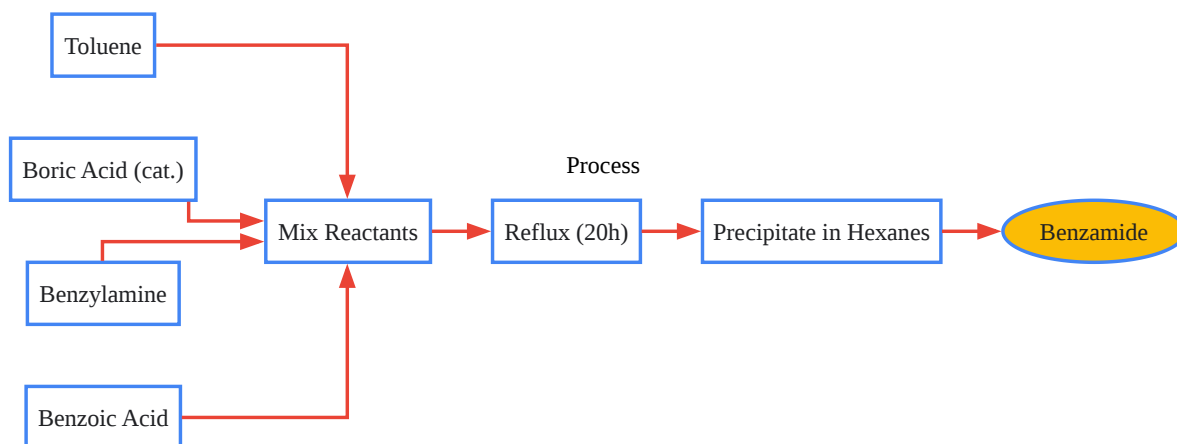 Toluene
Boric Acid (cat.)
Process
Mix Reactants
Reflux (20h)
Precipitate in Hexanes
Benzamide
Benzylamine
Benzoic Acid